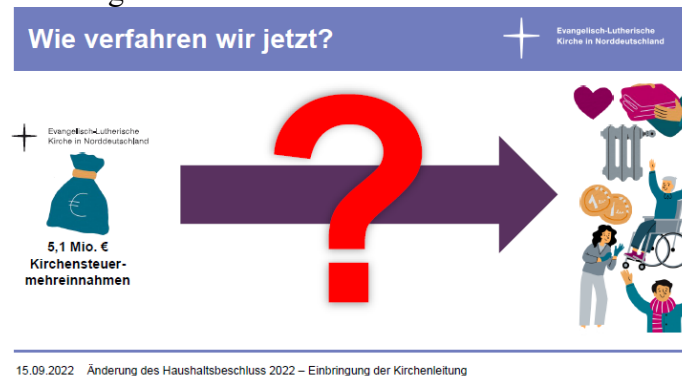 Wie verfahren wir jetzt?
Evangelisch-Lutherische
Kirche in Norddeutschland
Evangelisch-Lutherische
Kirche in Norddeutschland
€
5,1 Mio. €
Kirchensteuer-
mehreinnahmen
?
15.09.2022 Änderung des Haushaltsbeschluss 2022 – Einbringung der Kirchenleitung